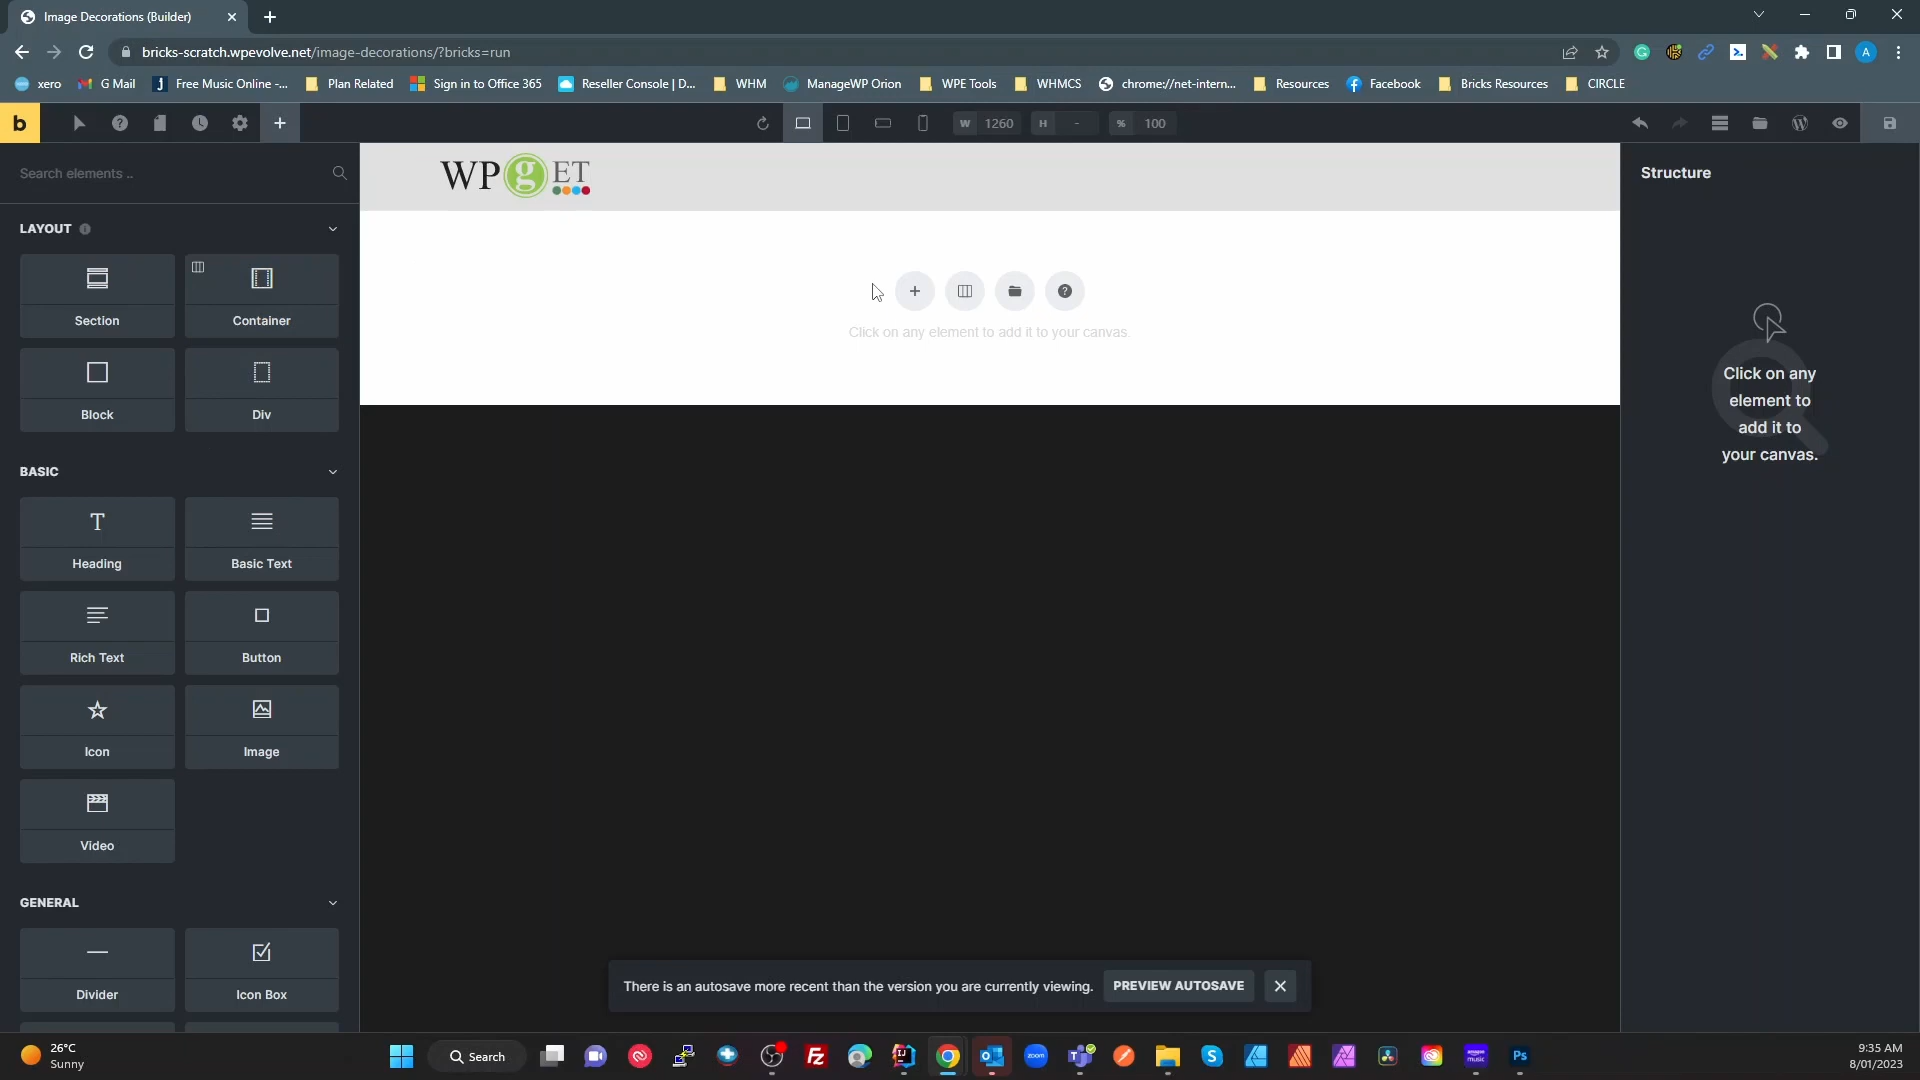 Image Decorations (Builder)
bricks-scratch.wpevolve.net/image-decorations/?bricks=run
xero
G Mail
Free Music Online -...
Plan Related
Sign in to Office 365
Reseller Console | D...
WHM
ManageWP Orion
WPE Tools
WHMCS
chrome://net-intern...
Resources
Facebook
Bricks Resources
CIRCLE
b
W 1260 H - % 100
Search elements ..
WPgET
Structure
LAYOUT
Section
Container
Click on any element to add it to your canvas.
Block
Div
Click on any
element to
add it to
your canvas.
BASIC
Heading
Basic Text
Rich Text
Button
Icon
Image
Video
GENERAL
Divider
Icon Box
There is an autosave more recent than the version you are currently viewing. PREVIEW AUTOSAVE
26°C
Sunny
Search
zoom
Ps
9:35 AM
8/01/2023